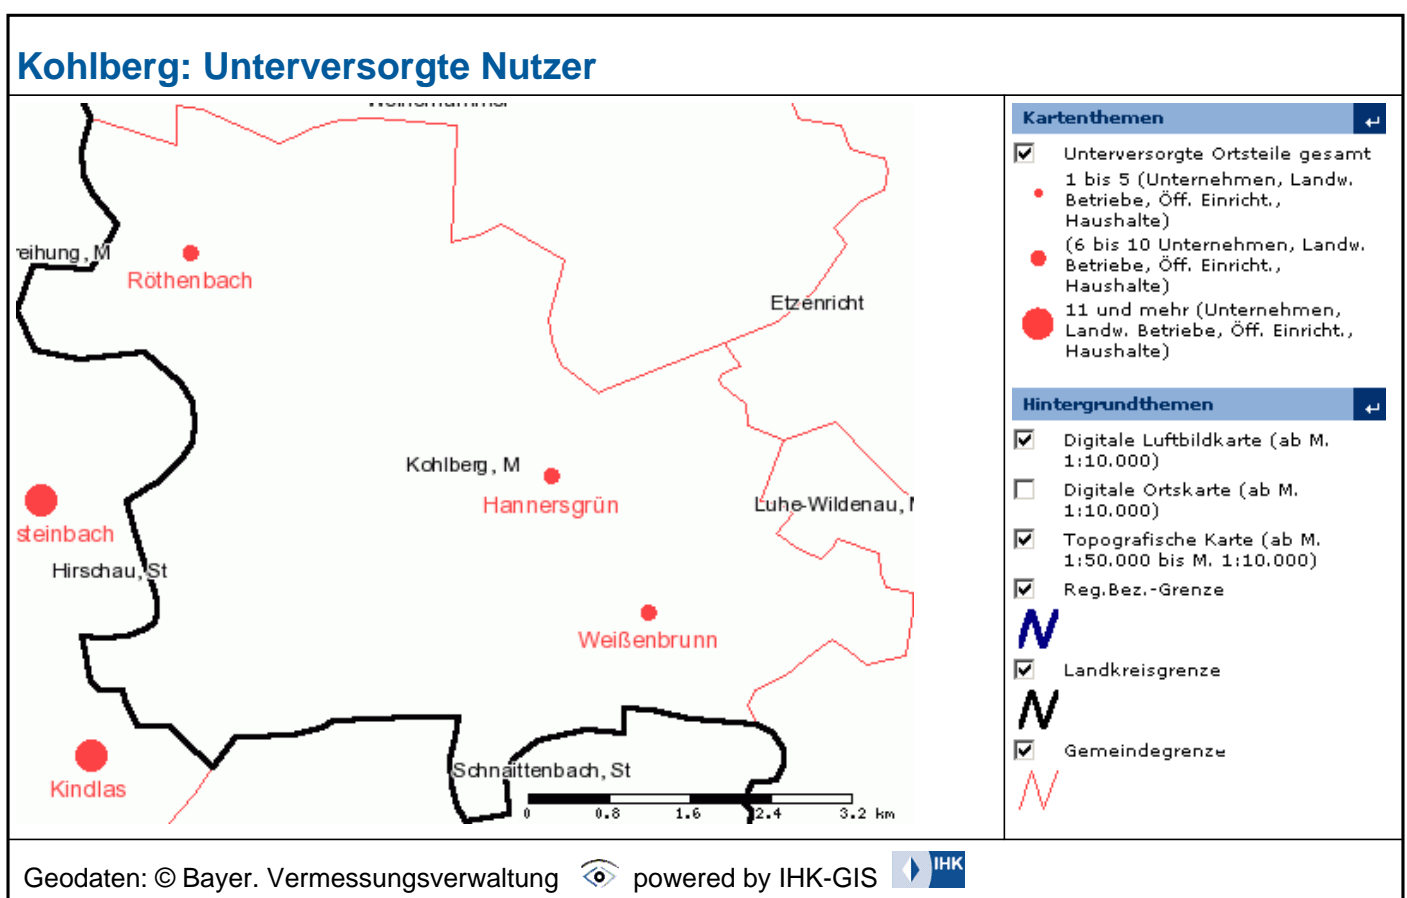 Kohlberg: Unterversorgte Nutzer
eihung, M
Röthenbach
Etzenricht
Kohlberg, M
Hannersgrün
Luhe-Wildenau,
steinbach
Hirschau, St
Weißenbrunn
Schnaittenbach, St
Kindlas
0 0.8 1.6 2.4 3.2 km
Kartenthemen
Unterversorgte Ortsteile gesamt
1 bis 5 (Unternehmen, Landw.
Betriebe, Öff. Einricht.,
Haushalte)
(6 bis 10 Unternehmen, Landw.
Betriebe, Öff. Einricht.,
Haushalte)
11 und mehr (Unternehmen,
Landw. Betriebe, Öff. Einricht.,
Haushalte)
Hintergrundthemen
Digitale Luftbildkarte (ab M.
1:10.000)
Digitale Ortskarte (ab M.
1:10.000)
Topografische Karte (ab M.
1:50.000 bis M. 1:10.000)
Reg.Bez.-Grenze
Landkreisgrenze
Gemeindegrenze
Geodaten: © Bayer. Vermessungsverwaltung powered by IHK-GIS IHK